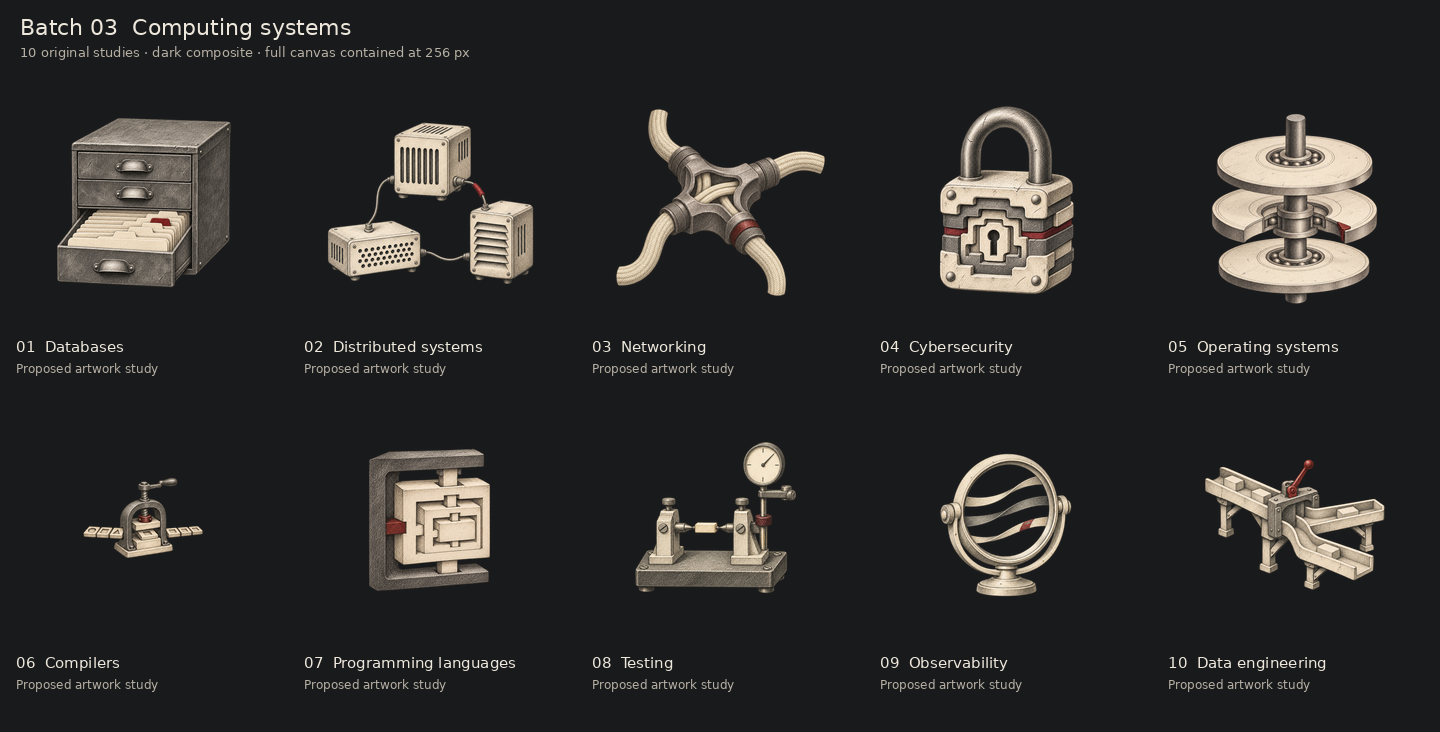 Batch 03 Computing systems
10 original studies · dark composite · full canvas contained at 256 px
01 Databases
Proposed artwork study
02 Distributed systems
Proposed artwork study
03 Networking
Proposed artwork study
04 Cybersecurity
Proposed artwork study
05 Operating systems
Proposed artwork study
06 Compilers
Proposed artwork study
07 Programming languages
Proposed artwork study
08 Testing
Proposed artwork study
09 Observability
Proposed artwork study
10 Data engineering
Proposed artwork study